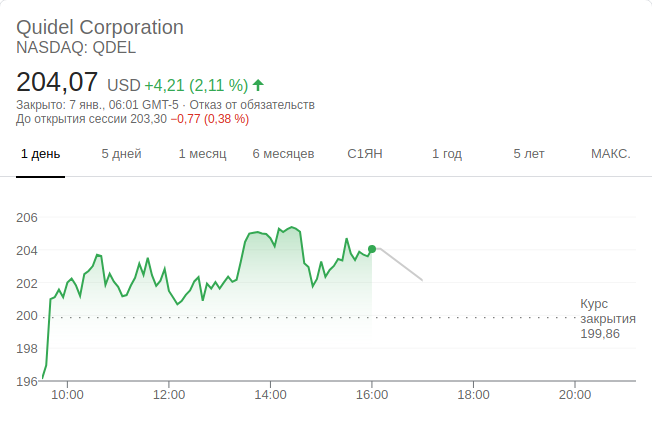 Quidel Corporation
NASDAQ: QDEL
204,07 USD +4,21 (2,11 %)
Закрыто: 7 янв., 06:01 GMT-5 · Отказ от обязательств
До открытия сессии 203,30 −0,77 (0,38 %)
1 день 5 дней 1 месяц 6 месяцев С1ЯН 1 год 5 лет МАКС.
206
204
202
200
198
196
Курс
закрытия
199,86
10:00 12:00 14:00 16:00 18:00 20:00